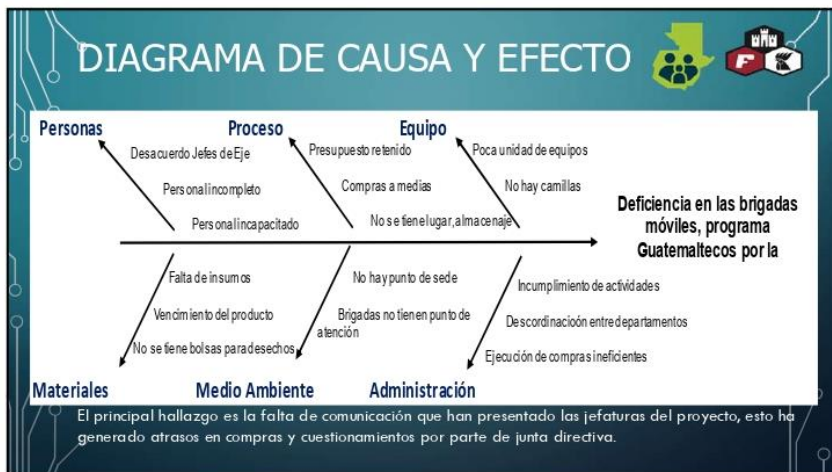 DIAGRAMA DE CAUSA Y EFECTO
F
Personas
Proceso
Equipo
Desacuerdo Jefes de Eje
Personal incompleto
Personal incapacitado
Presupuesto retenido
Compras a medias
No se tiene lugar, almacenaje
Poca unidad de equipos
No hay camillas
Deficiencia en las brigadas
móviles, programa
Guatemaltecos por la
Falta de insumos
Vencimiento del producto
No se tiene bolsas para desechos
No hay punto de sede
Brigadas no tienen punto de
atención
Incumplimiento de actividades
Descordinacioón entre departamentos
Ejecución de compras ineficientes
Materiales
Medio Ambiente
Administración
El principal hallazgo es la falta de comunicación que han presentado las jefaturas del proyecto, esto ha
generado atrasos en compras y cuestionamientos por parte de junta directiva.